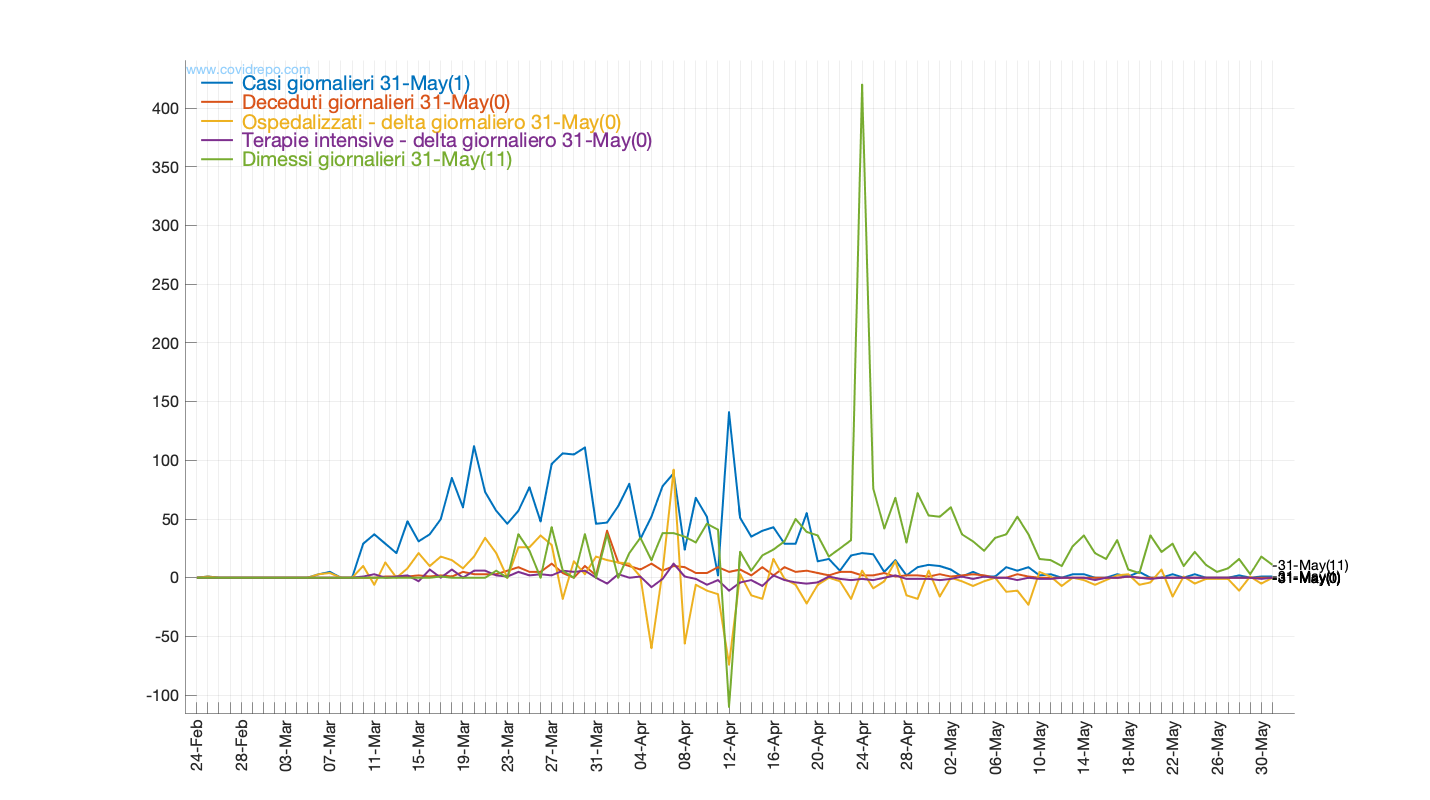 www.covidrepo.com
Casi giornalieri 31-May(1)
Deceduti giornalieri 31-May(0)
Ospedalizzati - delta giornaliero 31-May(0)
Terapie intensive - delta giornaliero 31-May(0)
Dimessi giornalieri 31-May(11)
400
350
300
250
200
150
100
50
0
-50
-100
31-May(11)
24-Feb
28-Feb
03-Mar
07-Mar
11-Mar
15-Mar
19-Mar
23-Mar
27-Mar
31-Mar
04-Apr
08-Apr
12-Apr
16-Apr
20-Apr
24-Apr
28-Apr
02-May
06-May
10-May
14-May
18-May
22-May
26-May
30-May